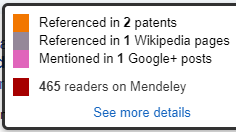 Referenced in 2 patents
Referenced in 1 Wikipedia pages
Mentioned in 1 Google+ posts
465 readers on Mendeley
See more details